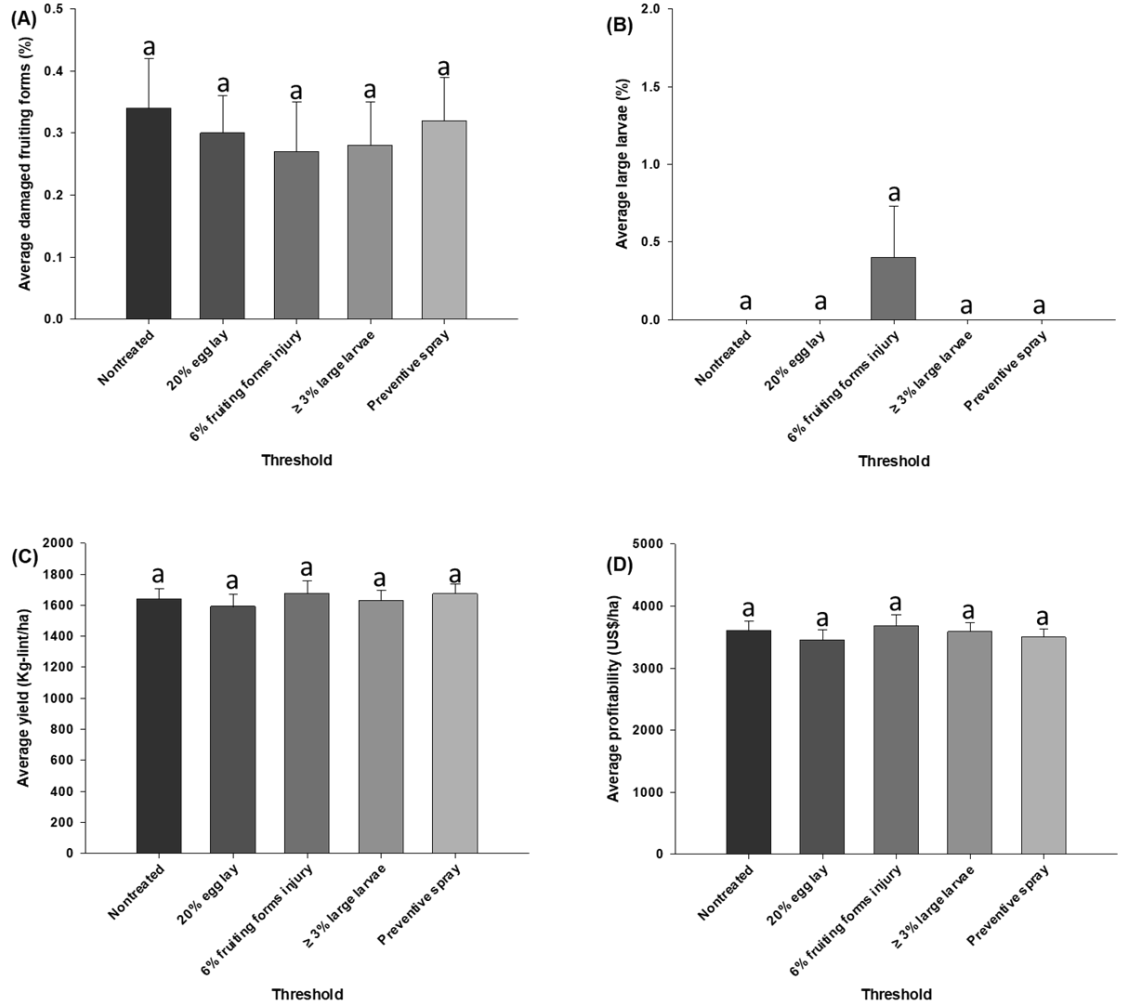 (A)
Average damaged fruiting forms (%)
0.5
0.4
0.3
0.2
0.1
0.0
a
a
a
a
a
Nontreated
20% egg lay
6% fruiting forms injury
≥ 3% large larvae
Preventive spray
Threshold
(B)
Average large larvae (%)
2.0
1.5
1.0
0.5
0.0
a
a
a
a
a
Nontreated
20% egg lay
6% fruiting forms injury
≥ 3% large larvae
Preventive spray
Threshold
(C)
Average yield (Kg-lint/ha)
2000
1800
1600
1400
1200
1000
800
600
400
200
0
a
a
a
a
a
Nontreated
20% egg lay
6% fruiting forms injury
≥ 3% large larvae
Preventive spray
Threshold
(D)
Average profitability (US$/ha)
5000
4000
3000
2000
1000
0
a
a
a
a
a
Nontreated
20% egg lay
6% fruiting forms injury
≥ 3% large larvae
Preventive spray
Threshold